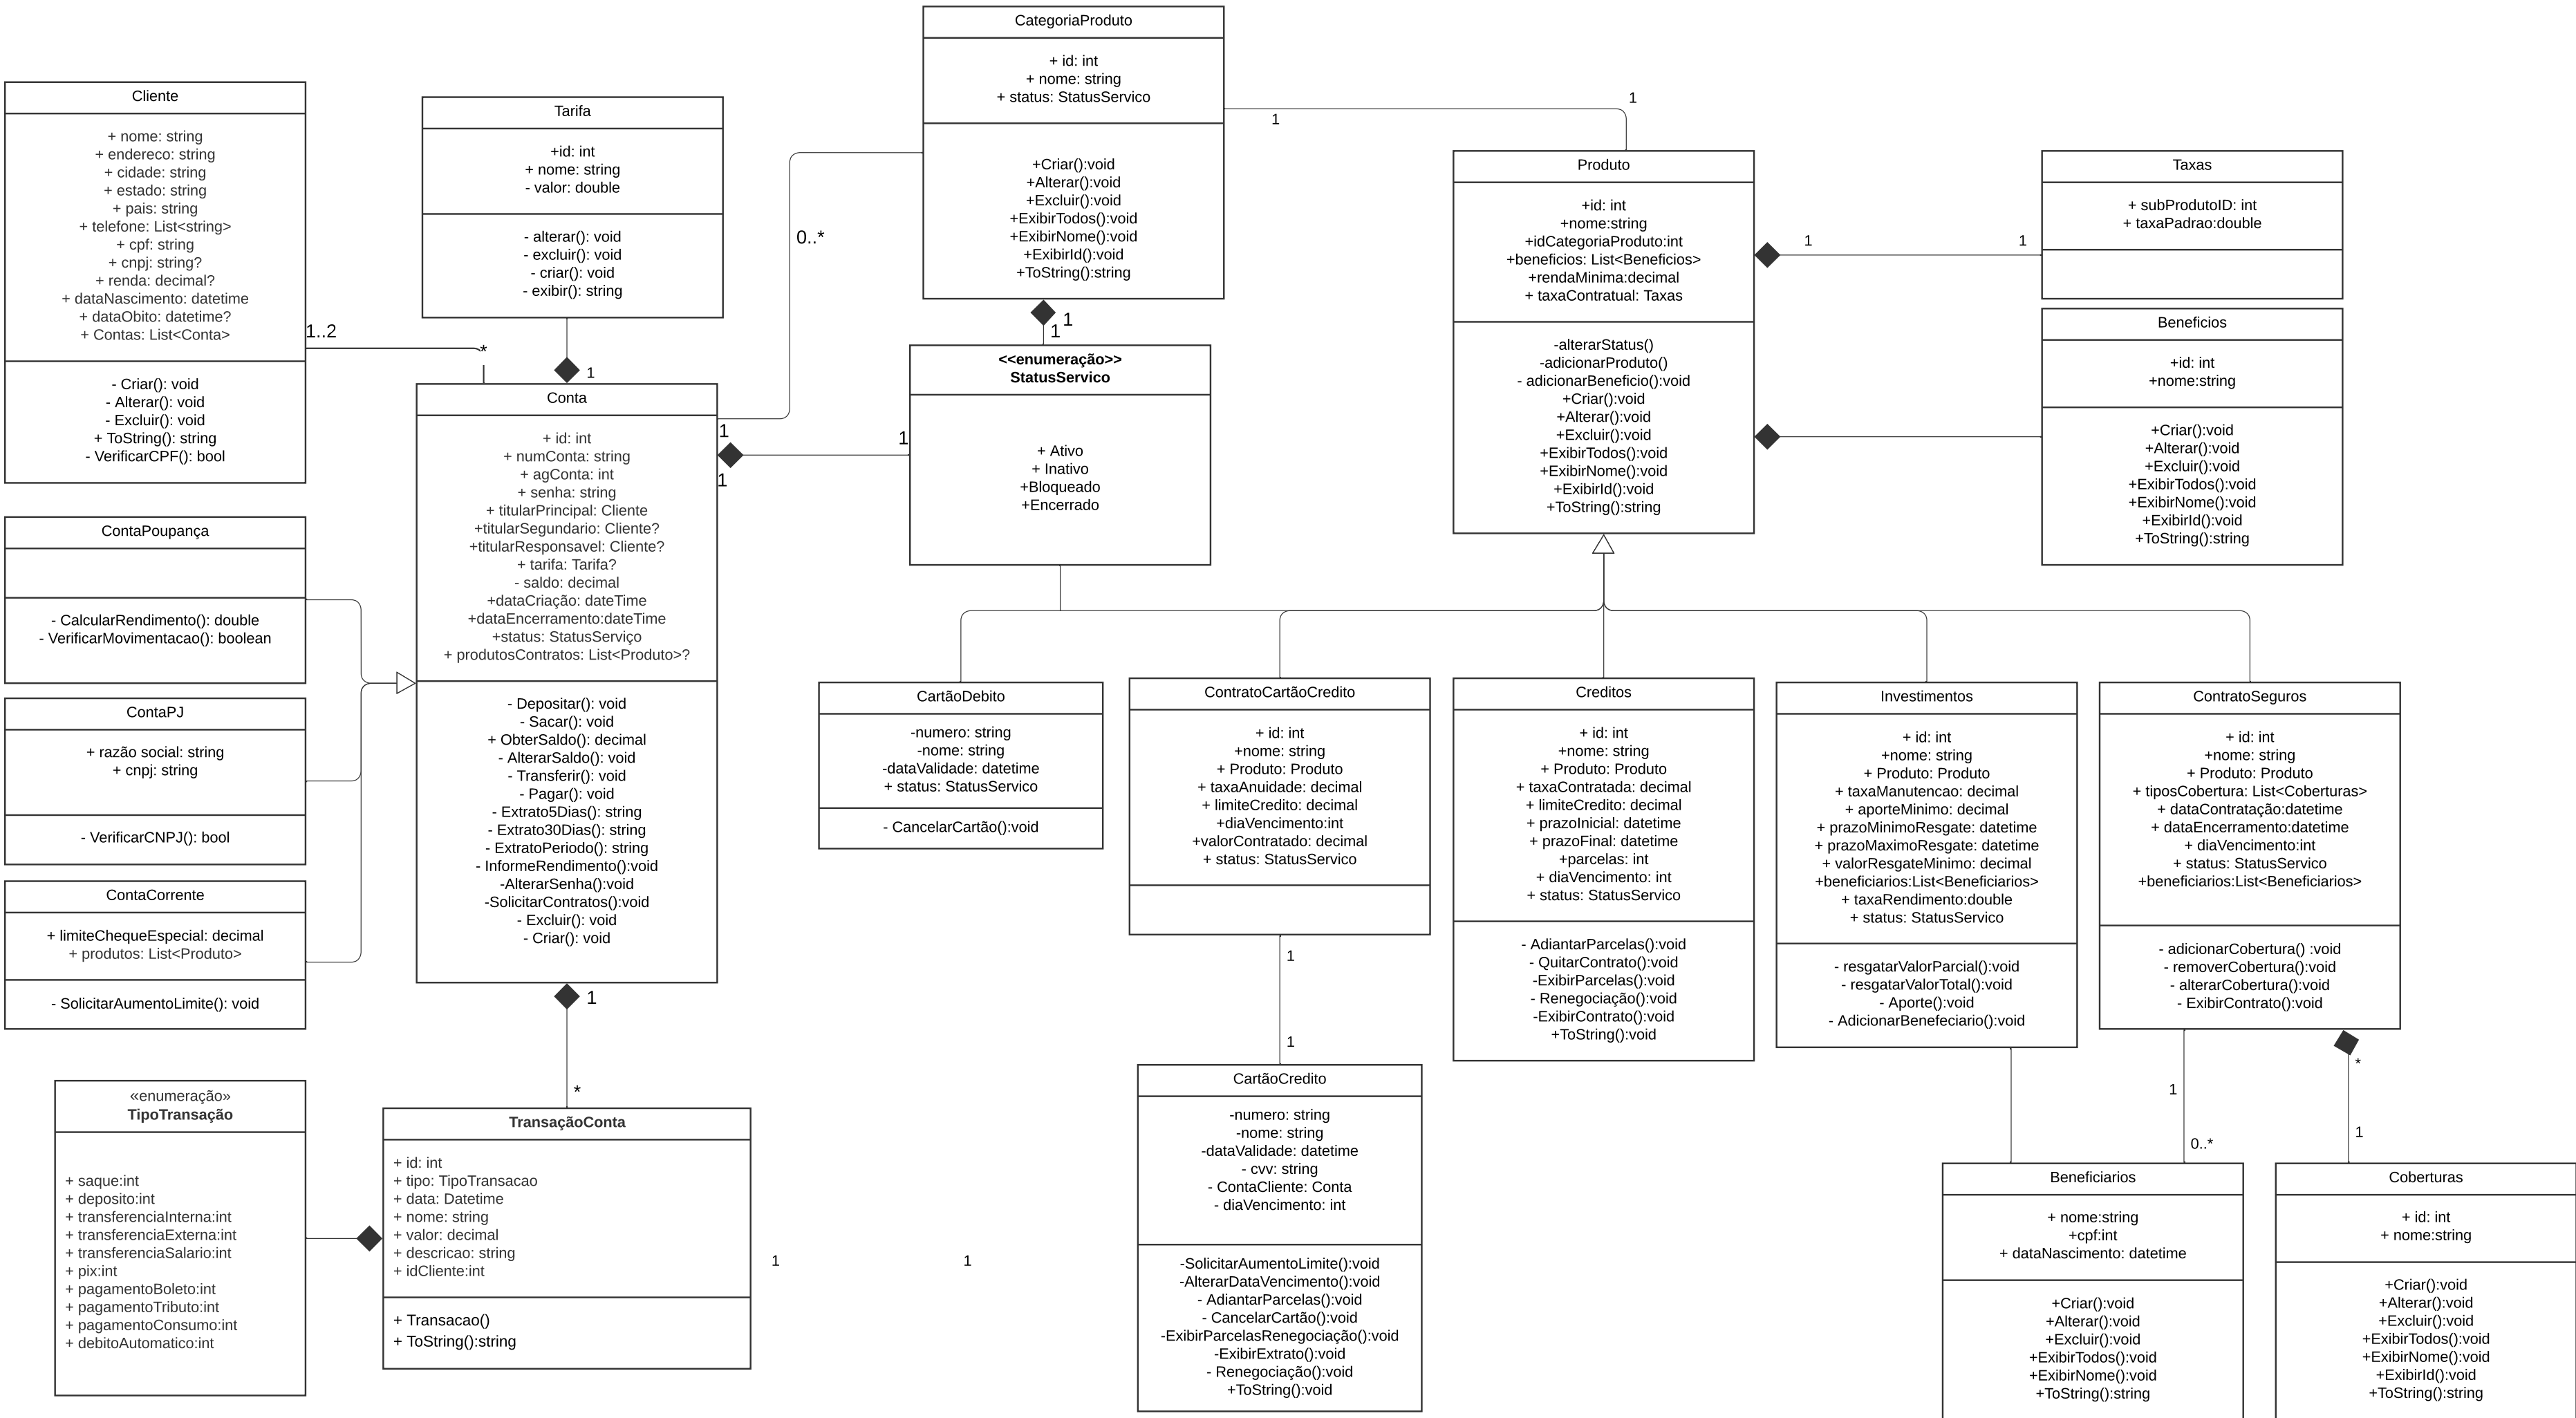 CategoriaProduto
+ id: int
+ nome: string
+ status: StatusServico
+Criar():void
+Alterar():void
+Excluir():void
+ExibirTodos():void
+ExibirNome():void
+ExibirId():void
+ToString():string
Cliente
+ nome: string
+ endereco: string
+ cidade: string
+ estado: string
+ pais: string
+ telefone: List<string>
+ cpf: string
+ cnpj: string?
+ renda: decimal?
+ dataNascimento: datetime
+ dataObito: datetime?
+ Contas: List<Conta>
- Criar(): void
- Alterar(): void
- Excluir(): void
+ ToString(): string
- VerificarCPF(): bool
1..2
*
Tarifa
+id: int
+ nome: string
- valor: double
- alterar(): void
- excluir(): void
- criar(): void
- exibir(): string
1
0..*
1
1
1
1
Produto
+id: int
+nome:string
+idCategoriaProduto:int
+beneficios: List<Beneficios>
+rendaMinima:decimal
+ taxaContratual: Taxas
-alterarStatus()
-adicionarProduto()
- adicionarBeneficio():void
+Criar():void
+Alterar():void
+Excluir():void
+ExibirTodos():void
+ExibirNome():void
+ExibirId():void
+ToString():string
1
1
Taxas
+ subProdutoID: int
+ taxaPadrao:double
Beneficios
+id: int
+nome:string
+Criar():void
+Alterar():void
+Excluir():void
+ExibirTodos():void
+ExibirNome():void
+ExibirId():void
+ToString():string
<<enumeração>>
StatusServico
+ Ativo
+ Inativo
+Bloqueado
+Encerrado
Conta
+ id: int
+ numConta: string
+ agConta: int
+ senha: string
+ titularPrincipal: Cliente
+titularSegundario: Cliente?
+titularResponsavel: Cliente?
+ tarifa: Tarifa?
- saldo: decimal
+dataCriação: dateTime
+dataEncerramento:dateTime
+status: StatusServiço
+ produtosContratos: List<Produto>?
- Depositar(): void
- Sacar(): void
+ ObterSaldo(): decimal
- AlterarSaldo(): void
- Transferir(): void
- Pagar(): void
- Extrato5Dias(): string
- Extrato30Dias(): string
- ExtratoPeriodo(): string
- InformeRendimento():void
-AlterarSenha():void
-SolicitarContratos():void
- Excluir(): void
- Criar(): void
1
1
1
ContaPoupança
- CalcularRendimento(): double
- VerificarMovimentacao(): boolean
ContaPJ
+ razão social: string
+ cnpj: string
- VerificarCNPJ(): bool
ContaCorrente
+ limiteChequeEspecial: decimal
+ produtos: List<Produto>
- SolicitarAumentoLimite(): void
1
*
«enumeração»
TipoTransação
+ saque:int
+ deposito:int
+ transferenciaInterna:int
+ transferenciaExterna:int
+ transferenciaSalario:int
+ pix:int
+ pagamentoBoleto:int
+ pagamentoTributo:int
+ pagamentoConsumo:int
+ debitoAutomatico:int
TransaçãoConta
+ id: int
+ tipo: TipoTransacao
+ data: Datetime
+ nome: string
+ valor: decimal
+ descricao: string
+ idCliente:int
+ Transacao()
+ ToString():string
1
1
CartãoDebito
-numero: string
-nome: string
-dataValidade: datetime
+ status: StatusServico
- CancelarCartão():void
ContratoCartãoCredito
+ id: int
+nome: string
+ Produto: Produto
+ taxaAnuidade: decimal
+ limiteCredito: decimal
+diaVencimento:int
+valorContratado: decimal
+ status: StatusServico
1
1
CartãoCredito
-numero: string
-nome: string
-dataValidade: datetime
- cvv: string
- ContaCliente: Conta
- diaVencimento: int
-SolicitarAumentoLimite():void
-AlterarDataVencimento():void
- AdiantarParcelas():void
- CancelarCartão():void
-ExibirParcelasRenegociação():void
-ExibirExtrato():void
- Renegociação():void
+ToString():void
Creditos
+ id: int
+nome: string
+ Produto: Produto
+ taxaContratada: decimal
+ limiteCredito: decimal
+ prazoInicial: datetime
+ prazoFinal: datetime
+parcelas: int
+ diaVencimento: int
+ status: StatusServico
- AdiantarParcelas():void
- QuitarContrato():void
-ExibirParcelas():void
- Renegociação():void
-ExibirContrato():void
+ToString():void
Investimentos
+ id: int
+nome: string
+ Produto: Produto
+ taxaManutencao: decimal
+ aporteMinimo: decimal
+ prazoMinimoResgate: datetime
+ prazoMaximoResgate: datetime
+ valorResgateMinimo: decimal
+beneficiarios:List<Beneficiarios>
+ taxaRendimento:double
+ status: StatusServico
- resgatarValorParcial():void
- resgatarValorTotal():void
- Aporte():void
- AdicionarBenefeciario():void
ContratoSeguros
+ id: int
+nome: string
+ Produto: Produto
+ tiposCobertura: List<Coberturas>
+ dataContratação:datetime
+ dataEncerramento:datetime
+ diaVencimento:int
+ status: StatusServico
+beneficiarios:List<Beneficiarios>
- adicionarCobertura() :void
- removerCobertura():void
- alterarCobertura():void
- ExibirContrato():void
1
0..*
*
1
Beneficiarios
+ nome:string
+cpf:int
+ dataNascimento: datetime
+Criar():void
+Alterar():void
+Excluir():void
+ExibirTodos():void
+ExibirNome():void
+ToString():string
Coberturas
+ id: int
+ nome:string
+Criar():void
+Alterar():void
+Excluir():void
+ExibirTodos():void
+ExibirNome():void
+ExibirId():void
+ToString():string